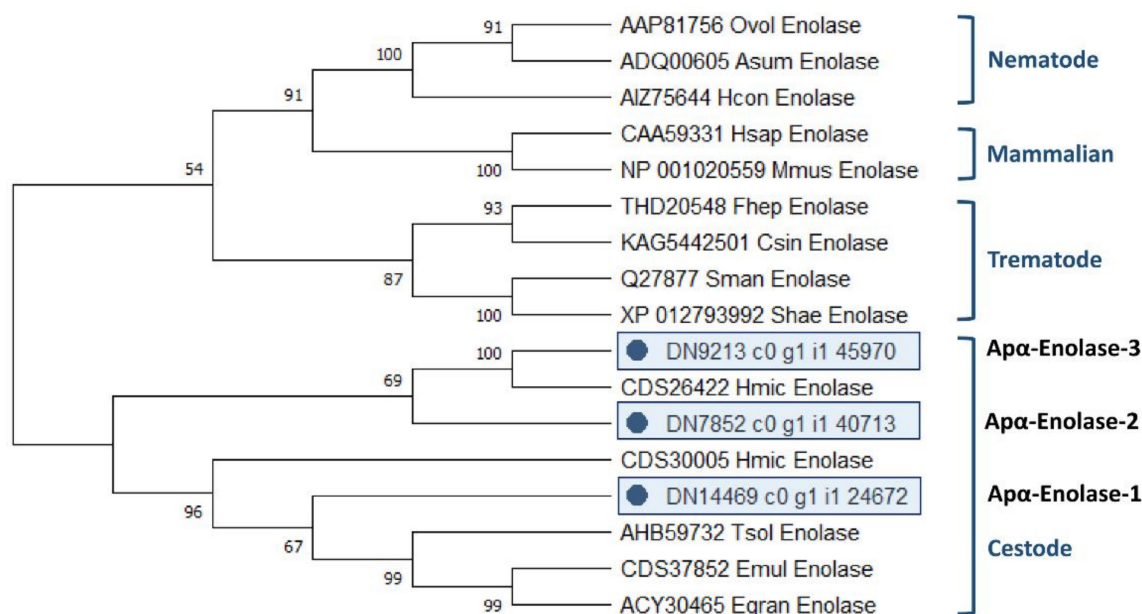 91
AAP81756 Ovol Enolase
100
ADQ00605 Asum Enolase
Nematode
91
AIZ75644 Hcon Enolase
CAA59331 Hsap Enolase
Mammalian
54
100
NP 001020559 Mmus Enolase
93
THD20548 Fhep Enolase
KAG5442501 Csin Enolase
Trematode
87
Q27877 Sman Enolase
100
XP 012793992 Shae Enolase
100
DN9213 c0 g1 i1 45970
Apα-Enolase-3
69
CDS26422 Hmic Enolase
DN7852 c0 g1 i1 40713
Apα-Enolase-2
CDS30005 Hmic Enolase
96
DN14469 c0 g1 i1 24672
Apα-Enolase-1
67
AHB59732 Tsol Enolase
Cestode
99
CDS37852 Emul Enolase
99
ACY30465 Egran Enolase